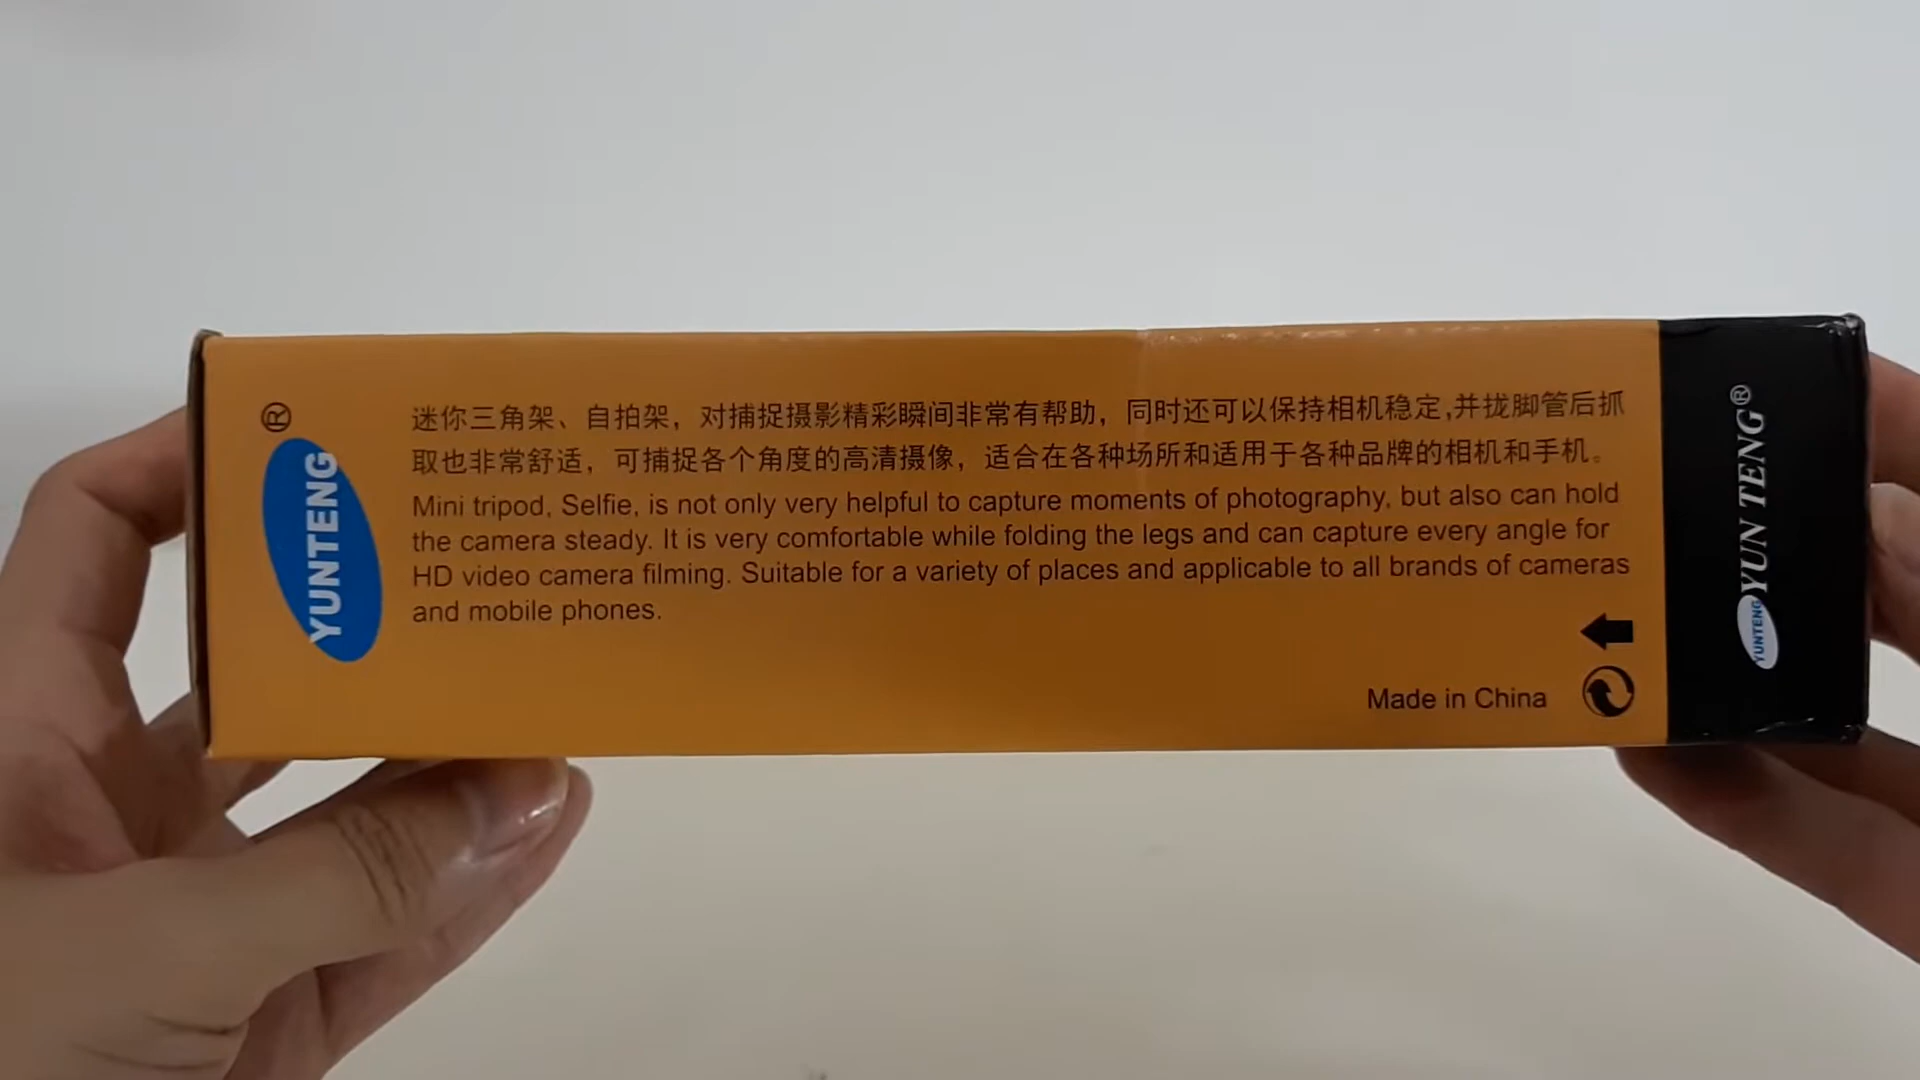 YUNTENG®
迷你三角架、自拍架，对捕捉摄影精彩瞬间非常有帮助，同时还可以保持相机稳定,并拢脚管后抓
取也非常舒适，可捕捉各个角度的高清摄像，适合在各种场所和适用于各种品牌的相机和手机。
Mini tripod, Selfie, is not only very helpful to capture moments of photography, but also can hold
the camera steady. It is very comfortable while folding the legs and can capture every angle for
HD video camera filming. Suitable for a variety of places and applicable to all brands of cameras
and mobile phones.
Made in China
YUNTENG YUN TENG®